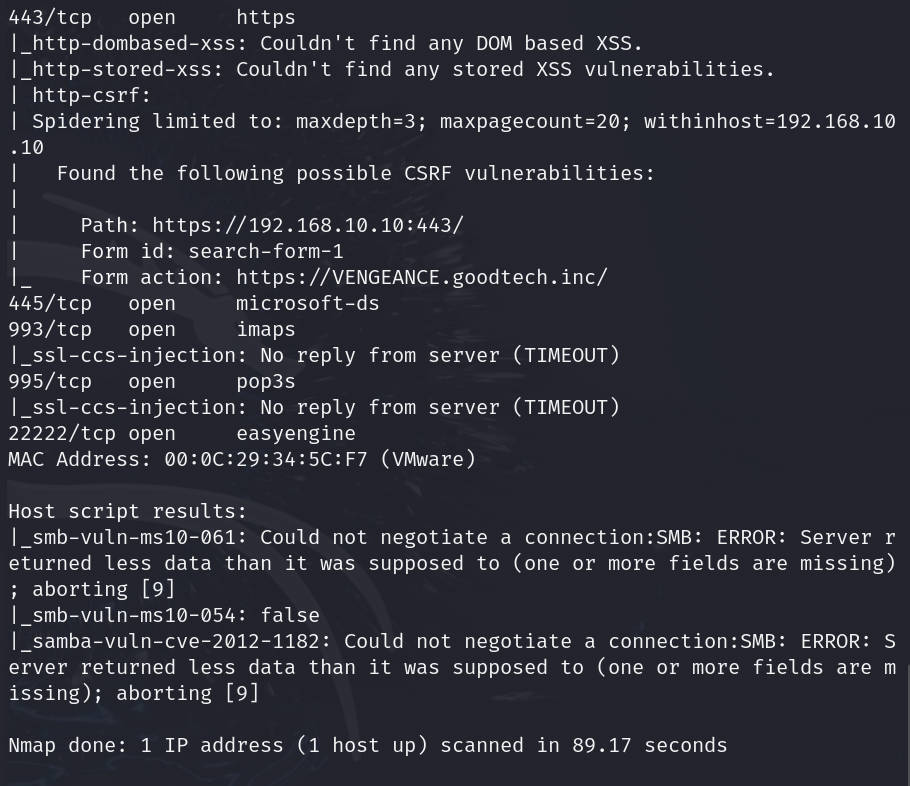 443/tcp   open     https
|_http-dombased-xss: Couldn't find any DOM based XSS.
|_http-stored-xss: Couldn't find any stored XSS vulnerabilities.
| http-csrf:
| Spidering limited to: maxdepth=3; maxpagecount=20; withinhost=192.168.10
.10
|   Found the following possible CSRF vulnerabilities:
|
|     Path: https://192.168.10.10:443/
|     Form id: search-form-1
|_    Form action: https://VENGEANCE.goodtech.inc/
445/tcp   open     microsoft-ds
993/tcp   open     imaps
|_ssl-ccs-injection: No reply from server (TIMEOUT)
995/tcp   open     pop3s
|_ssl-ccs-injection: No reply from server (TIMEOUT)
22222/tcp open     easyengine
MAC Address: 00:0C:29:34:5C:F7 (VMware)

Host script results:
|_smb-vuln-ms10-061: Could not negotiate a connection:SMB: ERROR: Server r
eturned less data than it was supposed to (one or more fields are missing)
; aborting [9]
|_smb-vuln-ms10-054: false
|_samba-vuln-cve-2012-1182: Could not negotiate a connection:SMB: ERROR: S
erver returned less data than it was supposed to (one or more fields are m
issing); aborting [9]

Nmap done: 1 IP address (1 host up) scanned in 89.17 seconds